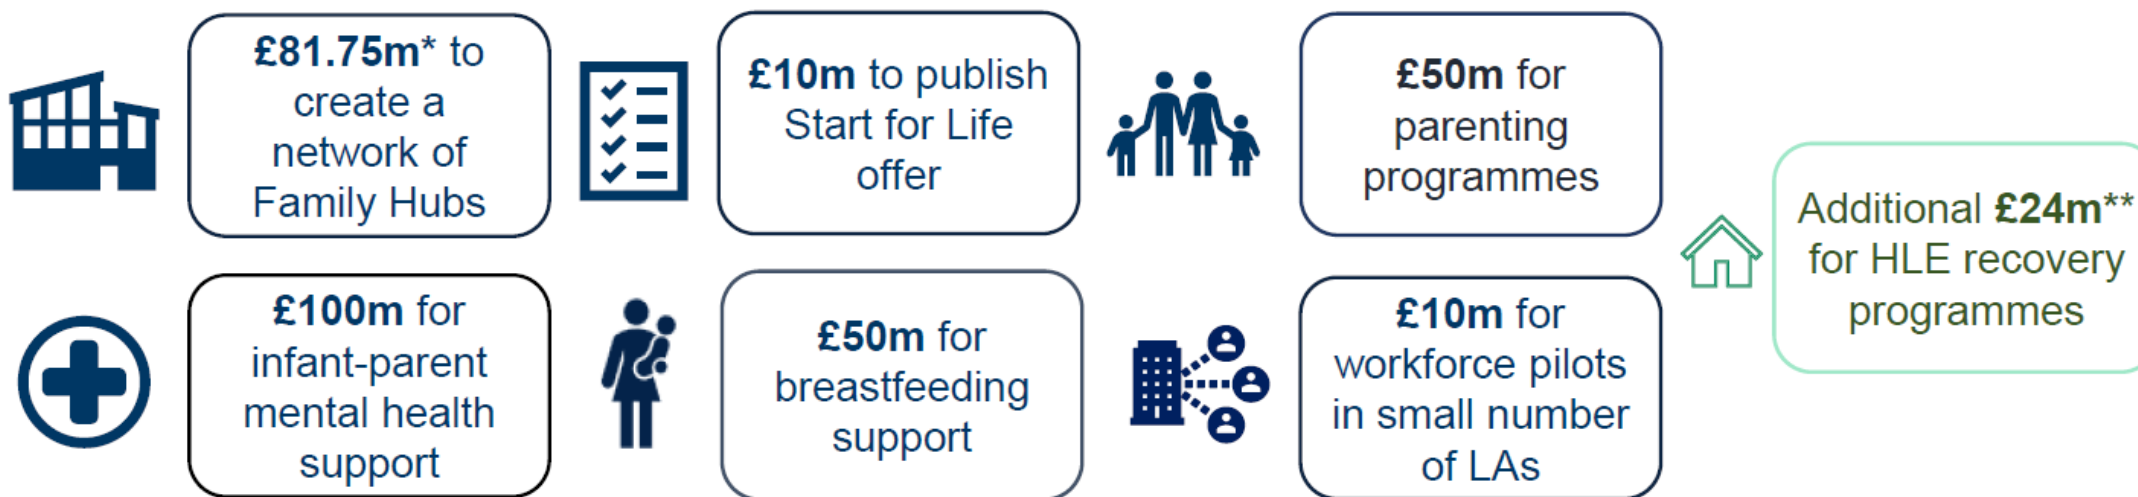 £81.75m* to
create a
network of
Family Hubs
£10m to publish
Start for Life
offer
£50m for
parenting
programmes
£100m for
infant-parent
mental health
support
£50m for
breastfeeding
support
£10m for
workforce pilots
in small number
of LAs
Additional £24m**
for HLE recovery
programmes